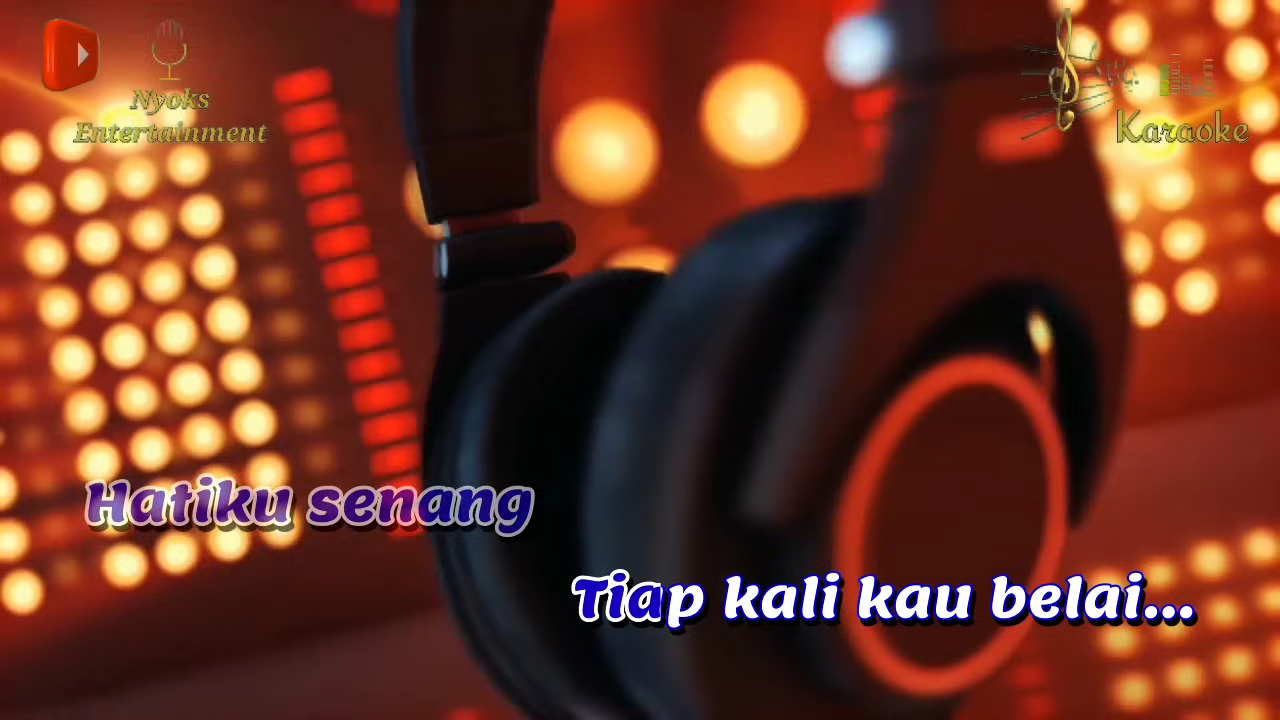 Nyoks
Entertainment
Karaoke
Hatiku senang
Tiap kali kau belai...